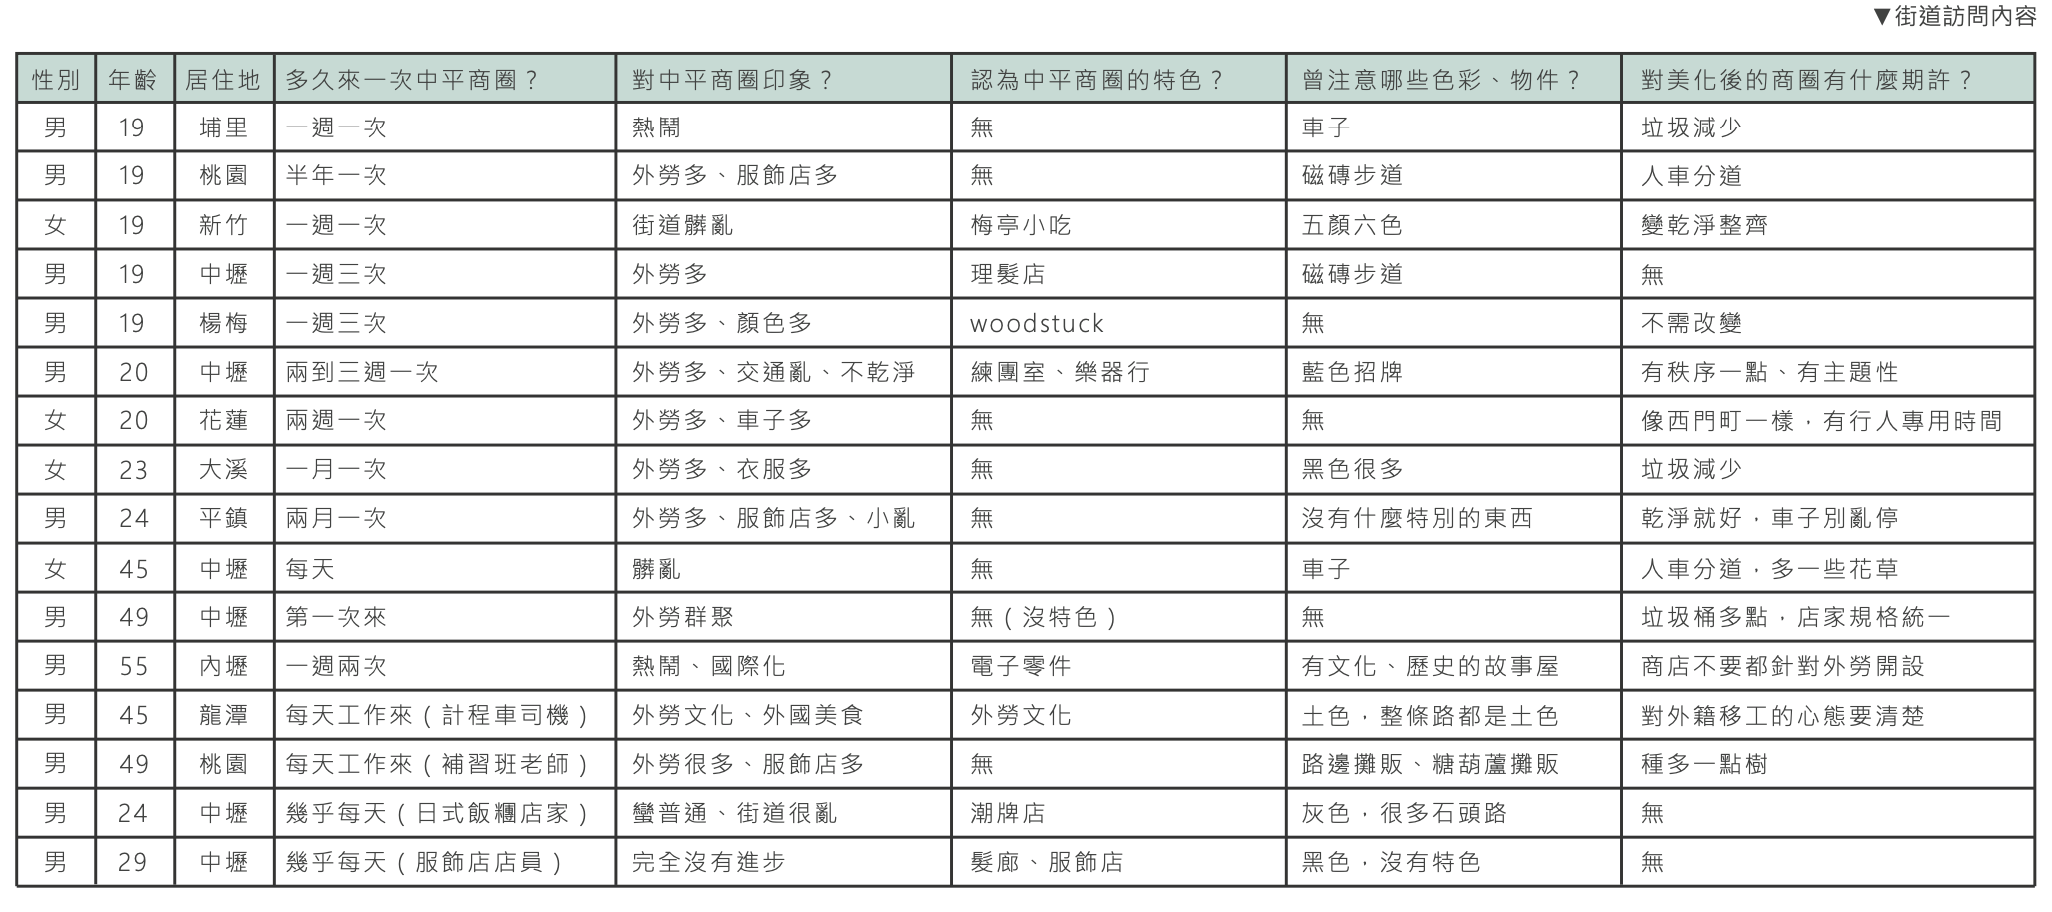 ▼街道訪問內容
性別 年齡 居住地 多久來一次中平商圈？ 對中平商圈印象？ 認為中平商圈的特色？ 曾注意哪些色彩、物件？ 對美化後的商圈有什麼期許？
男 19 埔里 一週一次 熱鬧 無 車子 垃圾減少
男 19 桃園 半年一次 外勞多、服飾店多 無 磁磚步道 人車分道
女 19 新竹 一週一次 街道髒亂 梅亭小吃 五顏六色 變乾淨整齊
男 19 中壢 一週三次 外勞多 理髮店 磁磚步道 無
男 19 楊梅 一週三次 外勞多、顏色多 woodstuck 無 不需改變
男 20 中壢 兩到三週一次 外勞多、交通亂、不乾淨 練團室、樂器行 藍色招牌 有秩序一點、有主題性
女 20 花蓮 兩週一次 外勞多、車子多 無 無 像西門町一樣，有行人專用時間
女 23 大溪 一月一次 外勞多、衣服多 無 黑色很多 垃圾減少
男 24 平鎮 兩月一次 外勞多、服飾店多、小亂 無 沒有什麼特別的東西 乾淨就好，車子別亂停
女 45 中壢 每天 髒亂 無 車子 人車分道，多一些花草
男 49 中壢 第一次來 外勞群聚 無（沒特色） 無 垃圾桶多點，店家規格統一
男 55 內壢 一週兩次 熱鬧、國際化 電子零件 有文化、歷史的故事屋 商店不要都針對外勞開設
男 45 龍潭 每天工作來（計程車司機） 外勞文化、外國美食 外勞文化 土色，整條路都是土色 對外籍移工的心態要清楚
男 49 桃園 每天工作來（補習班老師） 外勞很多、服飾店多 無 路邊攤販、糖葫蘆攤販 種多一點樹
男 24 中壢 幾乎每天（日式飯糰店家） 蠻普通、街道很亂 潮牌店 灰色，很多石頭路 無
男 29 中壢 幾乎每天（服飾店店員） 完全沒有進步 髮廊、服飾店 黑色，沒有特色 無